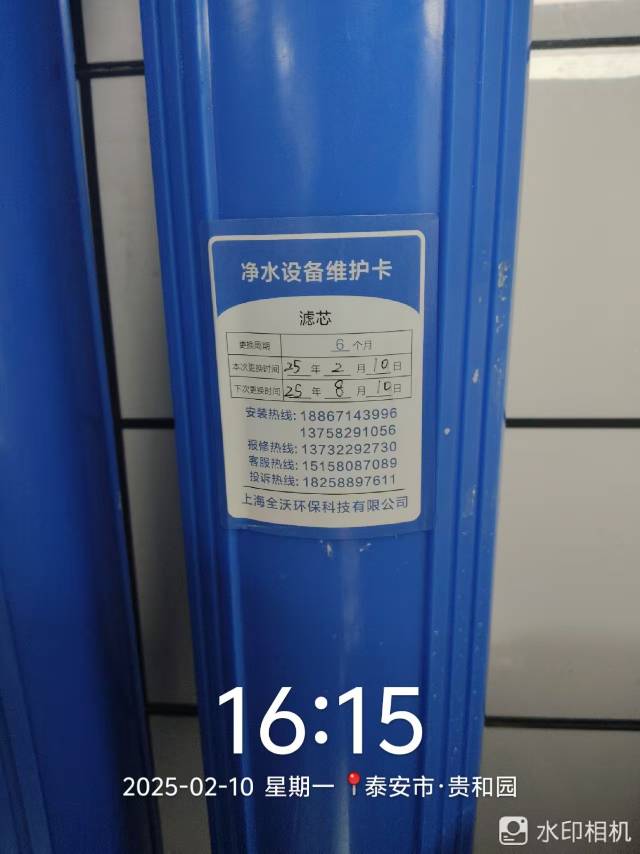 净水设备维护卡
滤芯
更换周期 6 个月
本次更换时间 25 年 2 月 10 日
下次更换时间 25 年 8 月 10 日
安装热线: 18867143996
13758291056
报修热线: 13732292730
客服热线: 15158087089
投诉热线: 18258897611
上海全沃环保科技有限公司
16:15
2025-02-10 星期一 泰安市·贵和园
水印相机